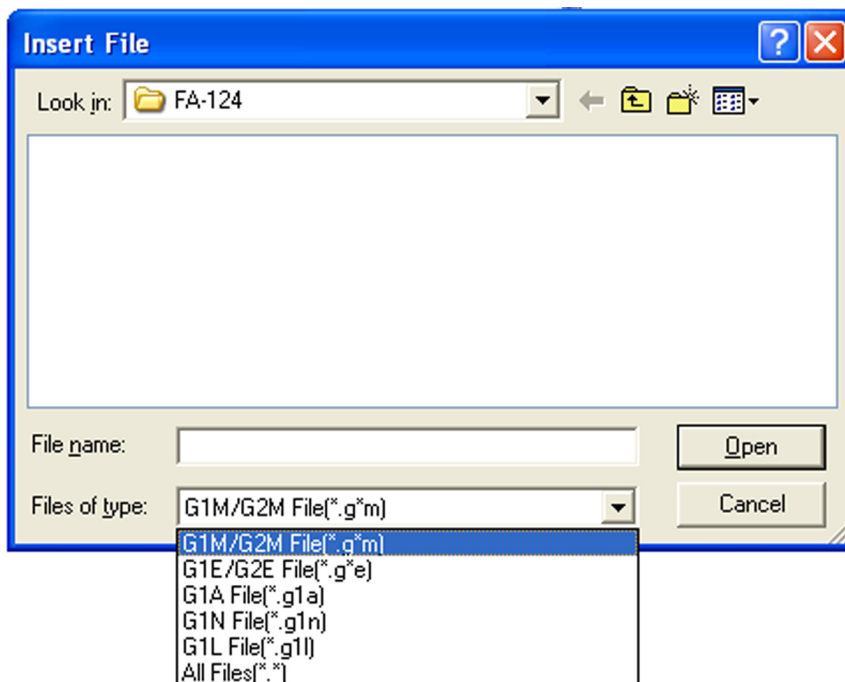 Insert File
Look in: FA-124
File name:
Open
Files of type: G1M/G2M File(*.g*m)
Cancel
G1M/G2M File(*.g*m)
G1E/G2E File(*.g*e)
G1A File(*.g1a)
G1N File(*.g1n)
G1L File(*.g1l)
All Files(*.*)